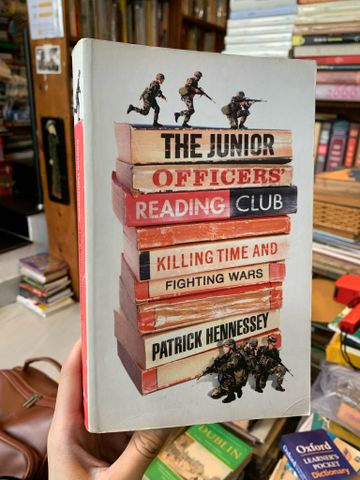 THE JUNIOR
OFFICERS'
READING CLUB
KILLING TIME AND
FIGHTING WARS
PATRICK HENNESSEY
DUBLIN
Oxford
LEARNER'S
POCKET
Dictionary